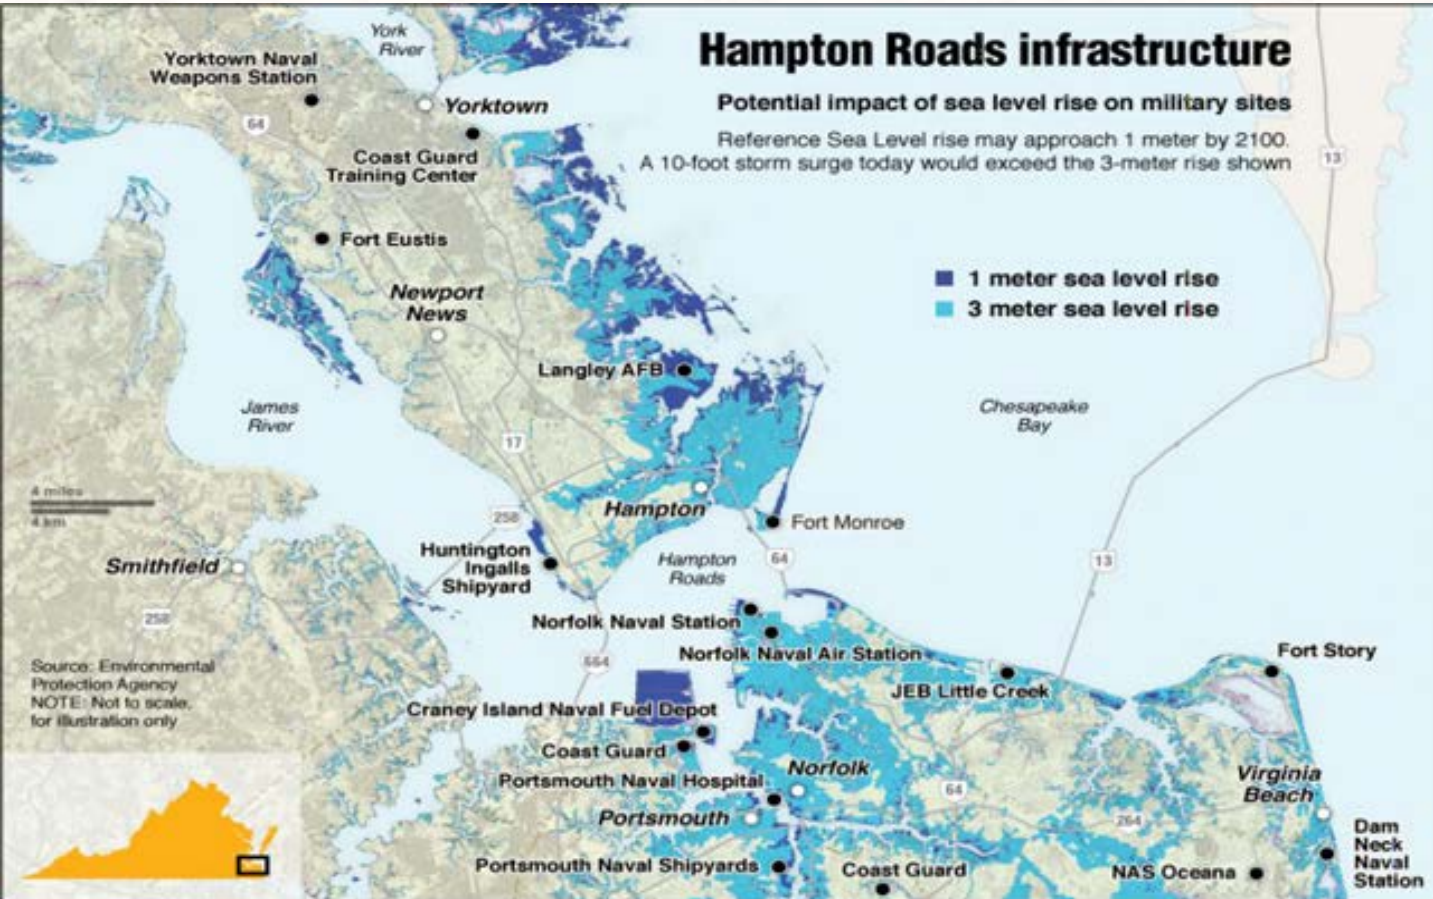 Hampton Roads infrastructure
Potential impact of sea level rise on military sites
Reference Sea Level rise may approach 1 meter by 2100.
A 10-foot storm surge today would exceed the 3-meter rise shown
1 meter sea level rise
3 meter sea level rise
York
River
Yorktown Naval
Weapons Station
Yorktown
64
Coast Guard
Training Center
13
Fort Eustis
Newport
News
Langley AFB
James
River
Chesapeake
Bay
17
4 miles
4 km
Hampton
258
Fort Monroe
Huntington
Ingalls
Shipyard
Hampton
Roads
64
13
Smithfield
258
Norfolk Naval Station
Norfolk Naval Air Station
664
Fort Story
JEB Little Creek
Source: Environmental
Protection Agency
NOTE: Not to scale,
for illustration only
Craney Island Naval Fuel Depot
Coast Guard
Portsmouth Naval Hospital
Norfolk
64
Virginia
Beach
Portsmouth
264
Portsmouth Naval Shipyards
Coast Guard
NAS Oceana
Dam
Neck
Naval
Station